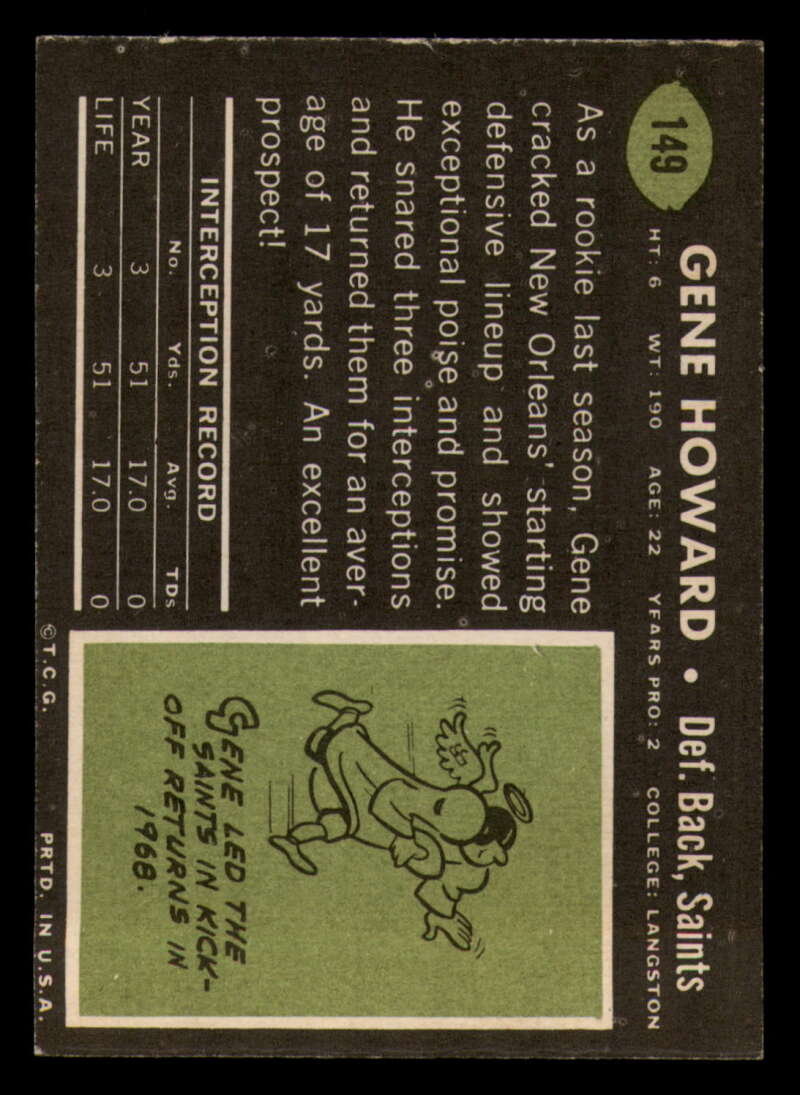 149
GENE HOWARD • Def. Back, Saints
HT: 6 WT: 190 AGE: 22 YEARS PRO: 2 COLLEGE: LANGSTON
As a rookie last season, Gene
cracked New Orleans' starting
defensive lineup and showed
exceptional poise and promise.
He snared three interceptions
and returned them for an aver-
age of 17 yards. An excellent
prospect!
INTERCEPTION RECORD
No. Yds. Avg. TDs
YEAR 3 51 17.0 0
LIFE 3 51 17.0 0
GENE LED THE
SAINTS IN KICK-
OFF RETURNS IN
1968.
©T.C.G. PRTD. IN U.S.A.